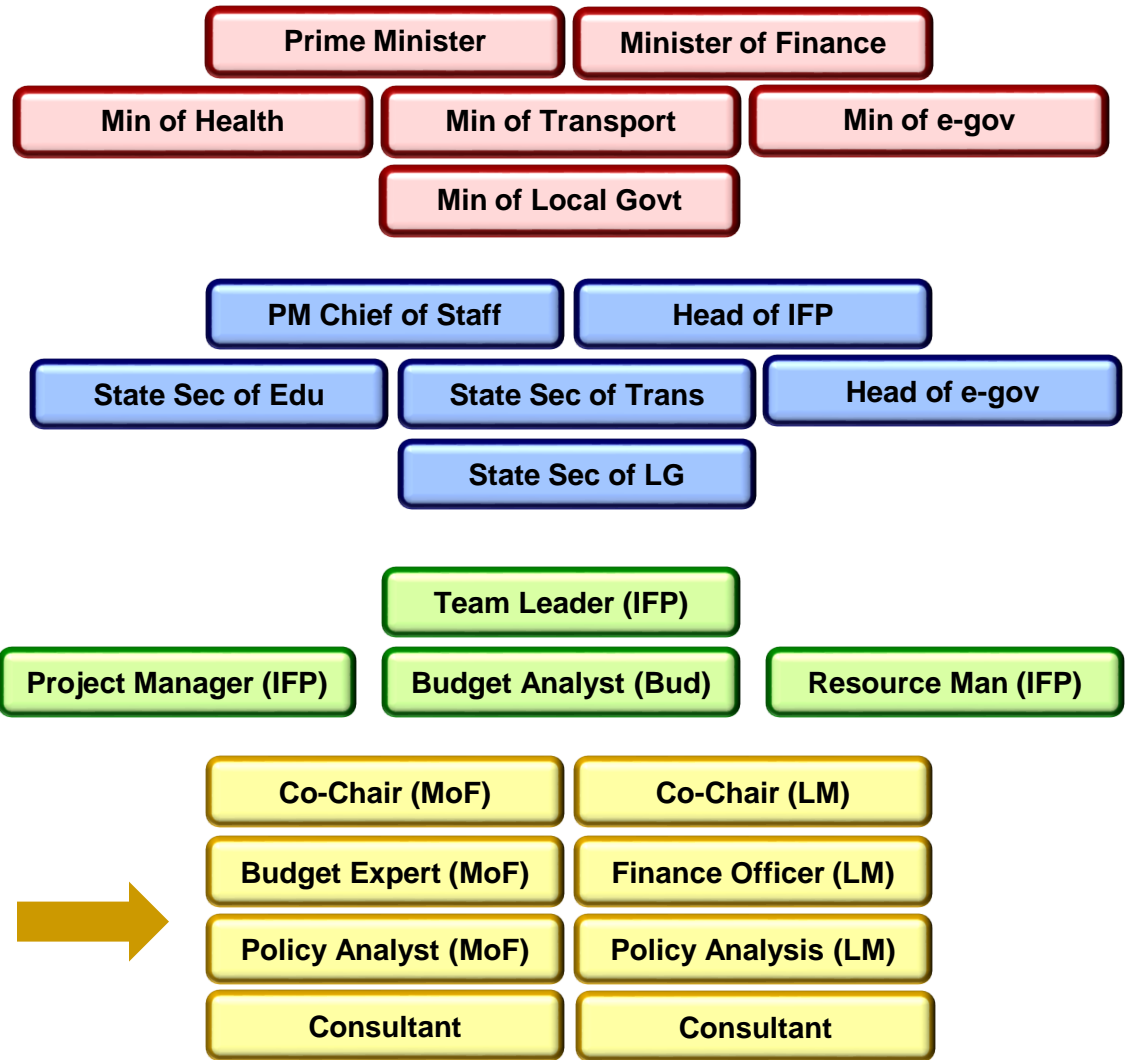 Prime Minister
Minister of Finance
Min of Health
Min of Transport
Min of e-gov
Min of Local Govt
PM Chief of Staff
Head of IFP
State Sec of Edu
State Sec of Trans
Head of e-gov
State Sec of LG
Team Leader (IFP)
Project Manager (IFP)
Budget Analyst (Bud)
Resource Man (IFP)
Co-Chair (MoF)
Co-Chair (LM)
Budget Expert (MoF)
Finance Officer (LM)
Policy Analyst (MoF)
Policy Analysis (LM)
Consultant
Consultant